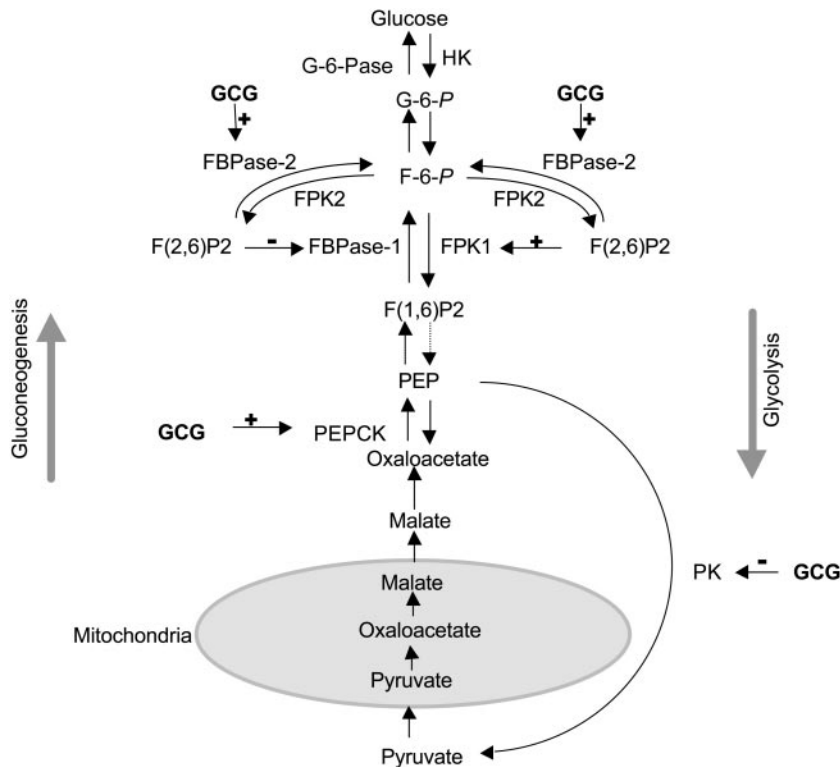 Glucose
G-6-Pase
HK
GCG
+
G-6-P
GCG
+
FBPase-2
F-6-P
FBPase-2
FPK2
FPK2
F(2,6)P2
-
FBPase-1
FPK1
+
F(2,6)P2
F(1,6)P2
Gluconeogenesis
Glycolysis
PEP
GCG
+
PEPCK
Oxaloacetate
Malate
Malate
PK
-
GCG
Mitochondria
Oxaloacetate
Pyruvate
Pyruvate